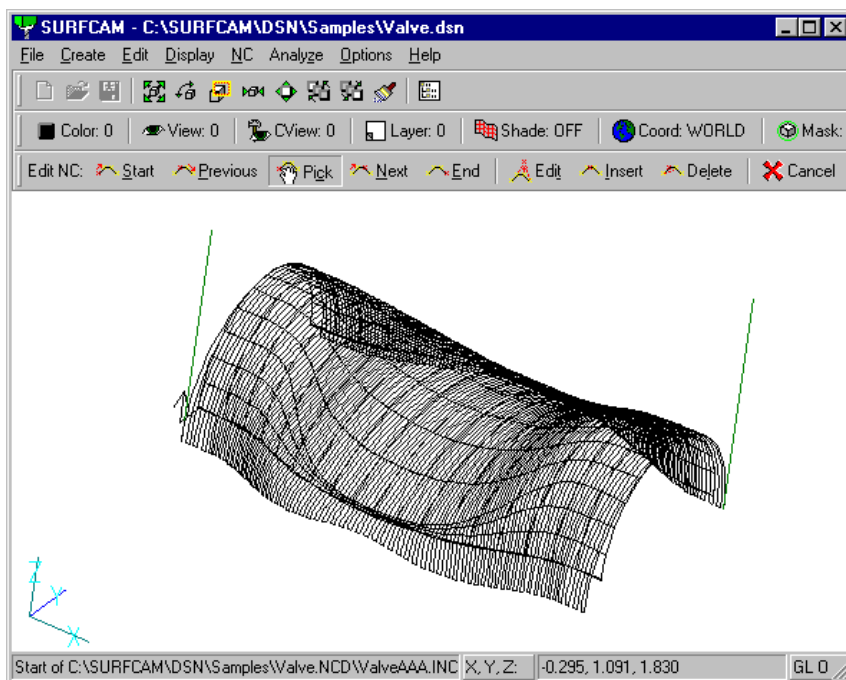 SURFCAM - C:\SURFCAM\DSN\Samples\Valve.dsn
File Create Edit Display NC Analyze Options Help
Color: 0 View: 0 CView: 0 Layer: 0 Shade: OFF Coord: WORLD Mask:
Edit NC: Start Previous Pick Next End Edit Insert Delete Cancel
Z
Y
X
Start of C:\SURFCAM\DSN\Samples\Valve.NCD\ValveAAA.INC X, Y, Z: -0.295, 1.091, 1.830 GL 0